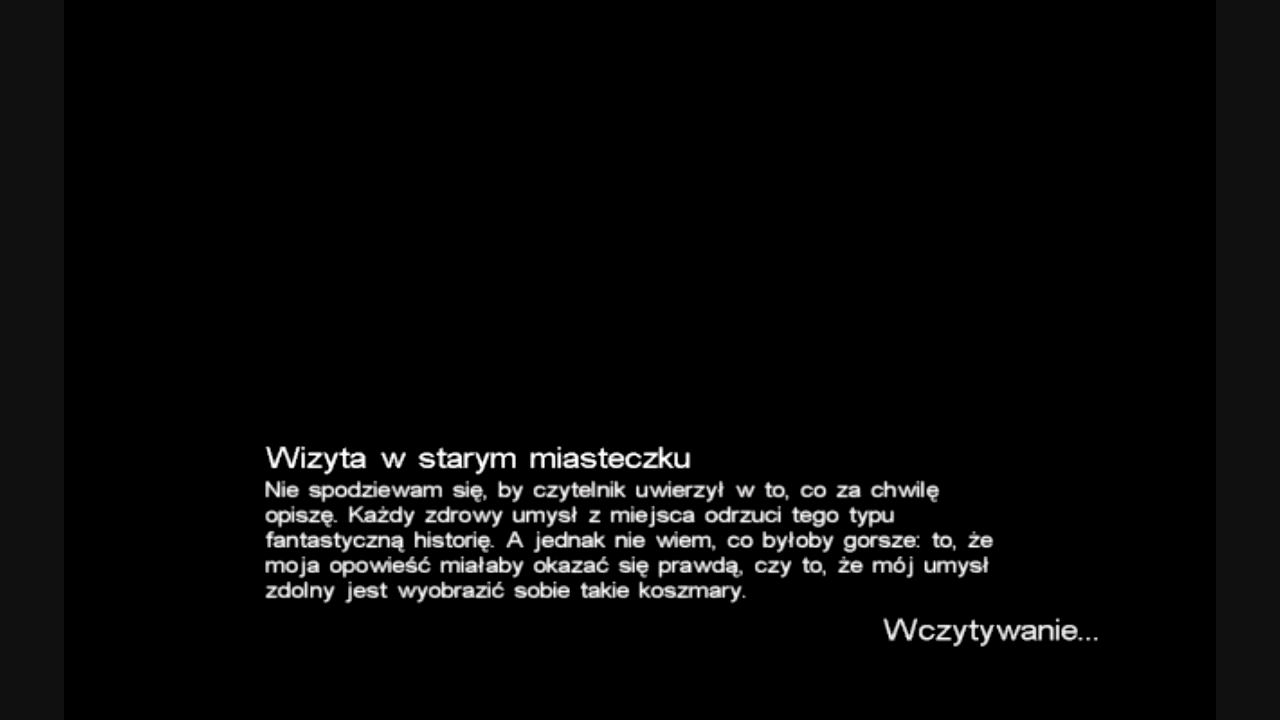 Wizyta w starym miasteczku
Nie spodziewam się, by czytelnik uwierzył w to, co za chwilę
opiszę. Każdy zdrowy umysł z miejsca odrzuci tego typu
fantastyczną historię. A jednak nie wiem, co byłoby gorsze: to, że
moja opowieść miałaby okazać się prawdą, czy to, że mój umysł
zdolny jest wyobrazić sobie takie koszmary.
Wczytywanie...